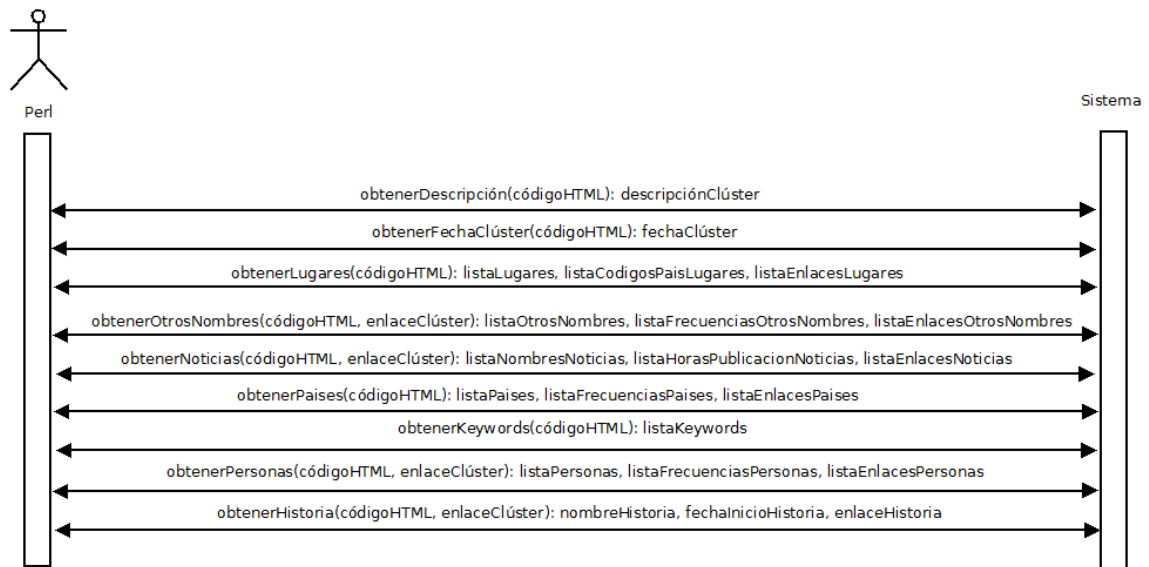 Perl
Sistema
obtenerDescripción(códigoHTML): descripciónClúster
obtenerFechaClúster(códigoHTML): fechaClúster
obtenerLugares(códigoHTML): listaLugares, listaCodigosPaisLugares, listaEnlacesLugares
obtenerOtrosNombres(códigoHTML, enlaceClúster): listaOtrosNombres, listaFrecuenciasOtrosNombres, listaEnlacesOtrosNombres
obtenerNoticias(códigoHTML, enlaceClúster): listaNombresNoticias, listaHorasPublicacionNoticias, listaEnlacesNoticias
obtenerPaises(códigoHTML): listaPaises, listaFrecuenciasPaises, listaEnlacesPaises
obtenerKeywords(códigoHTML): listaKeywords
obtenerPersonas(códigoHTML, enlaceClúster): listaPersonas, listaFrecuenciasPersonas, listaEnlacesPersonas
obtenerHistoria(códigoHTML, enlaceClúster): nombreHistoria, fechaInicioHistoria, enlaceHistoria